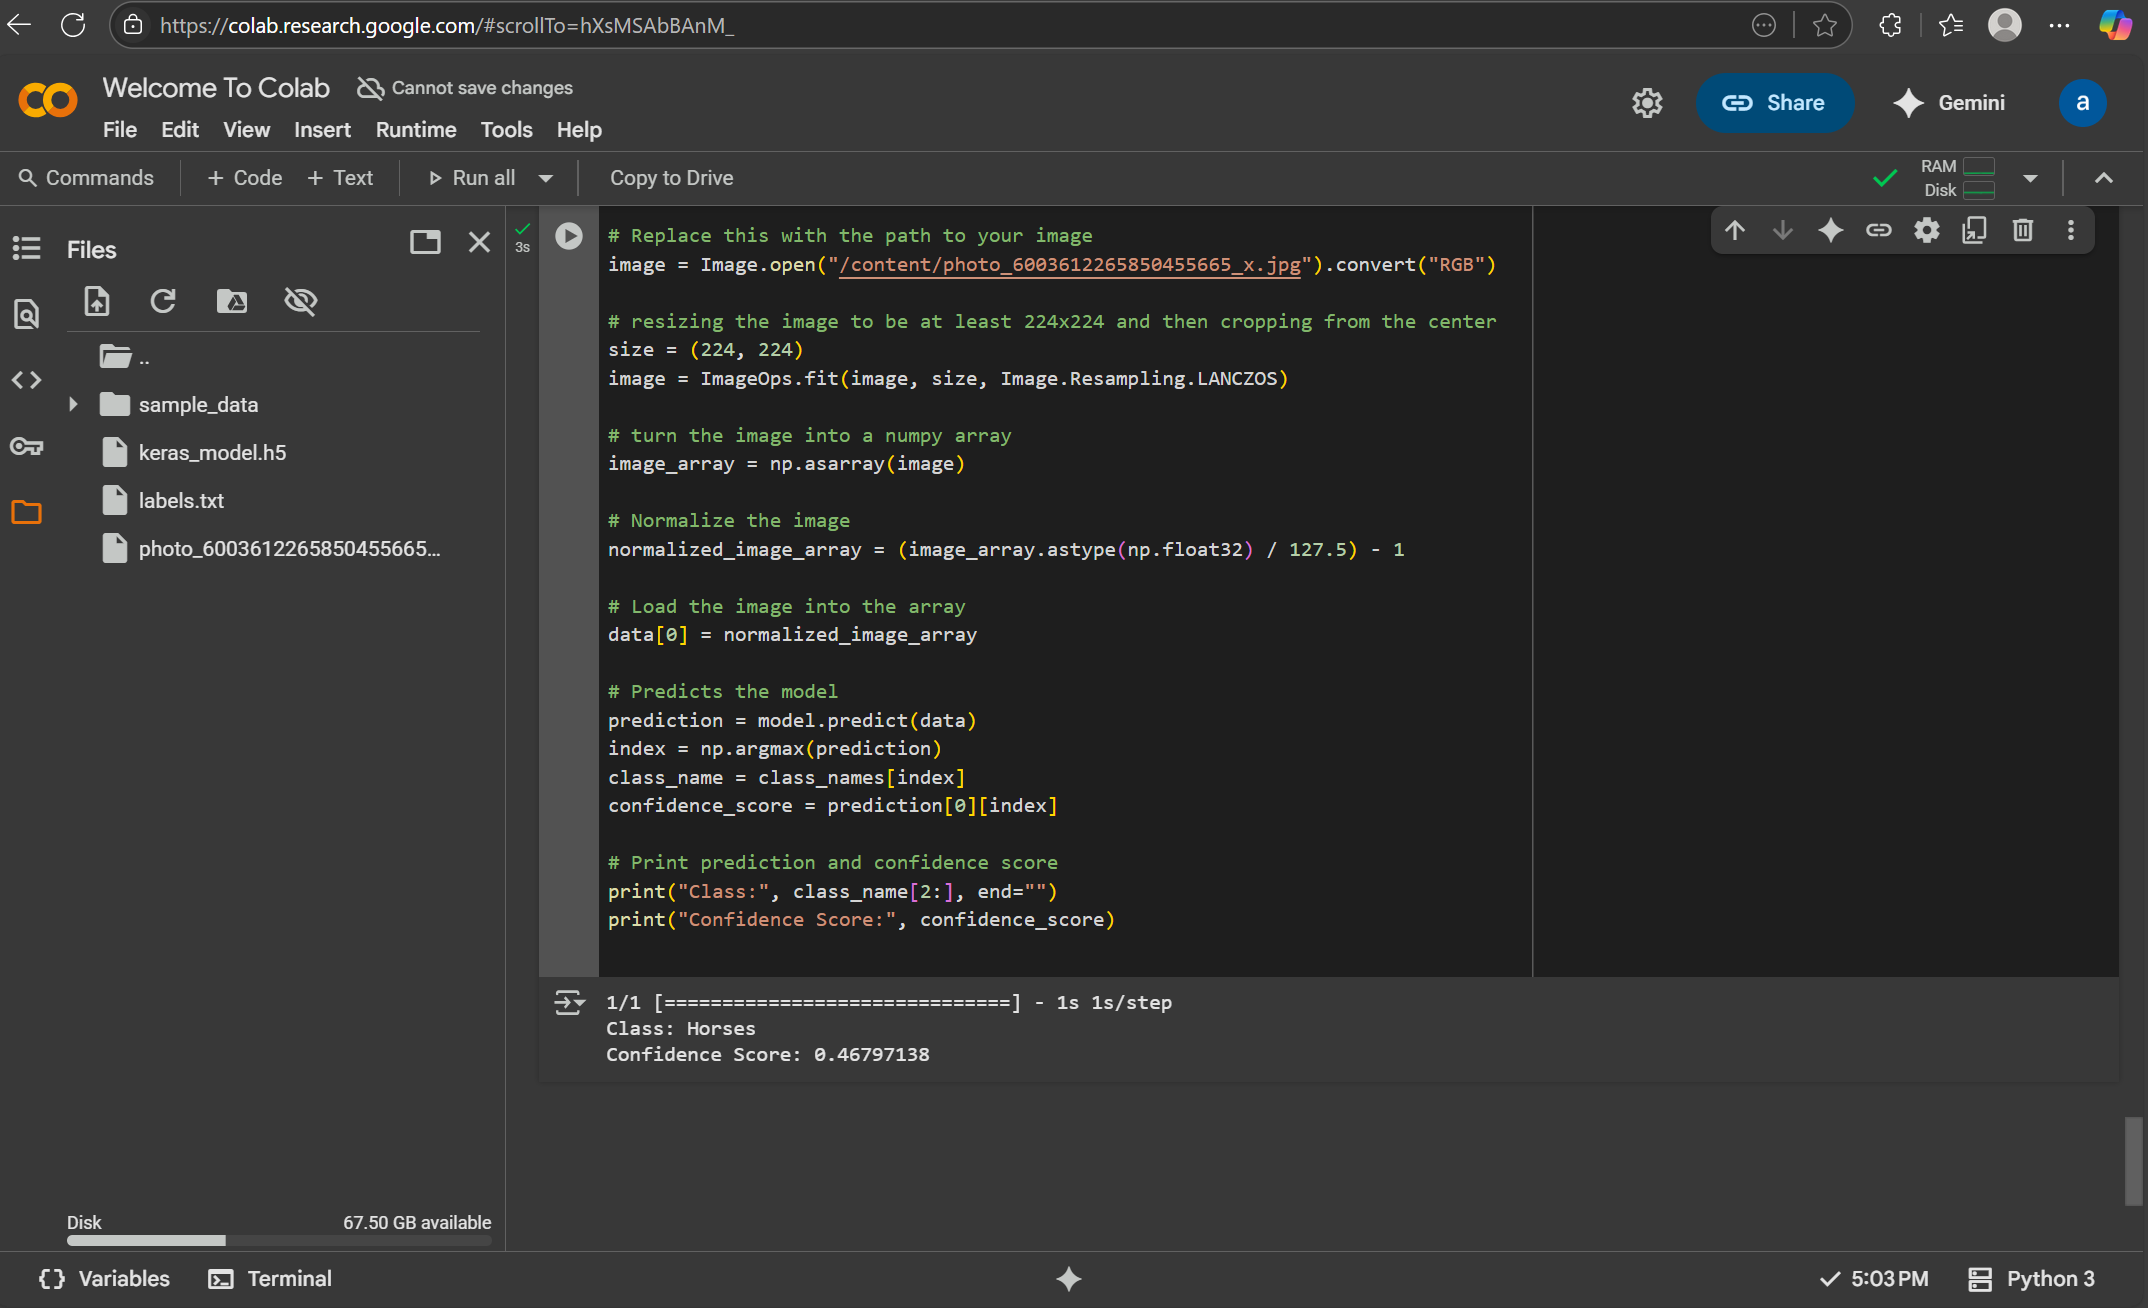 https://colab.research.google.com/#scrollTo=hXsMSAbBAnM_
Welcome To Colab
Cannot save changes
File Edit View Insert Runtime Tools Help
Share
Gemini
a
Commands
+ Code + Text
Run all
Copy to Drive
RAM
Disk
Files
..
sample_data
keras_model.h5
labels.txt
photo_6003612265850455665...
Disk 67.50 GB available
3s
# Replace this with the path to your image
image = Image.open("/content/photo_6003612265850455665_x.jpg").convert("RGB")
# resizing the image to be at least 224x224 and then cropping from the center
size = (224, 224)
image = ImageOps.fit(image, size, Image.Resampling.LANCZOS)
# turn the image into a numpy array
image_array = np.asarray(image)
# Normalize the image
normalized_image_array = (image_array.astype(np.float32) / 127.5) - 1
# Load the image into the array
data[0] = normalized_image_array
# Predicts the model
prediction = model.predict(data)
index = np.argmax(prediction)
class_name = class_names[index]
confidence_score = prediction[0][index]
# Print prediction and confidence score
print("Class:", class_name[2:], end="")
print("Confidence Score:", confidence_score)
1/1 [==============================] - 1s 1s/step
Class: Horses
Confidence Score: 0.46797138
Variables
Terminal
5:03 PM
Python 3